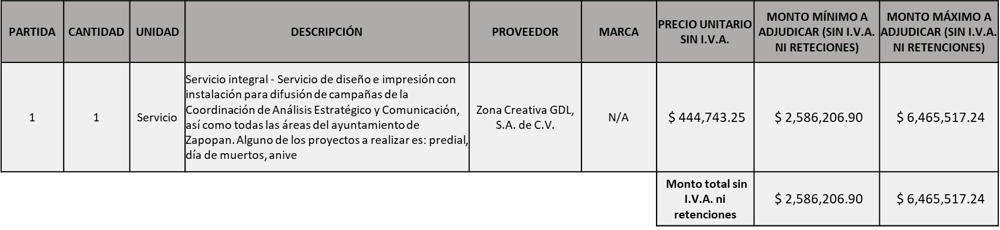 PARTIDA
CANTIDAD
UNIDAD
DESCRIPCIÓN
PROVEEDOR
MARCA
PRECIO UNITARIO
SIN I.V.A.
MONTO MÍNIMO A
ADJUDICAR (SIN I.V.A.
NI RETECIONES)
MONTO MÁXIMO A
ADJUDICAR (SIN I.V.A.
NI RETENCIONES)
1
1
Servicio
Servicio integral - Servicio de diseño e impresión con
instalación para difusión de campañas de la
Coordinación de Análisis Estratégico y Comunicación,
así como todas las áreas del ayuntamiento de
Zapopan. Alguno de los proyectos a realizar es: predial,
día de muertos, anive
Zona Creativa GDL,
S.A. de C.V.
N/A
$ 444,743.25
$ 2,586,206.90
$ 6,465,517.24
Monto total sin
I.V.A. ni
retenciones
$ 2,586,206.90
$ 6,465,517.24